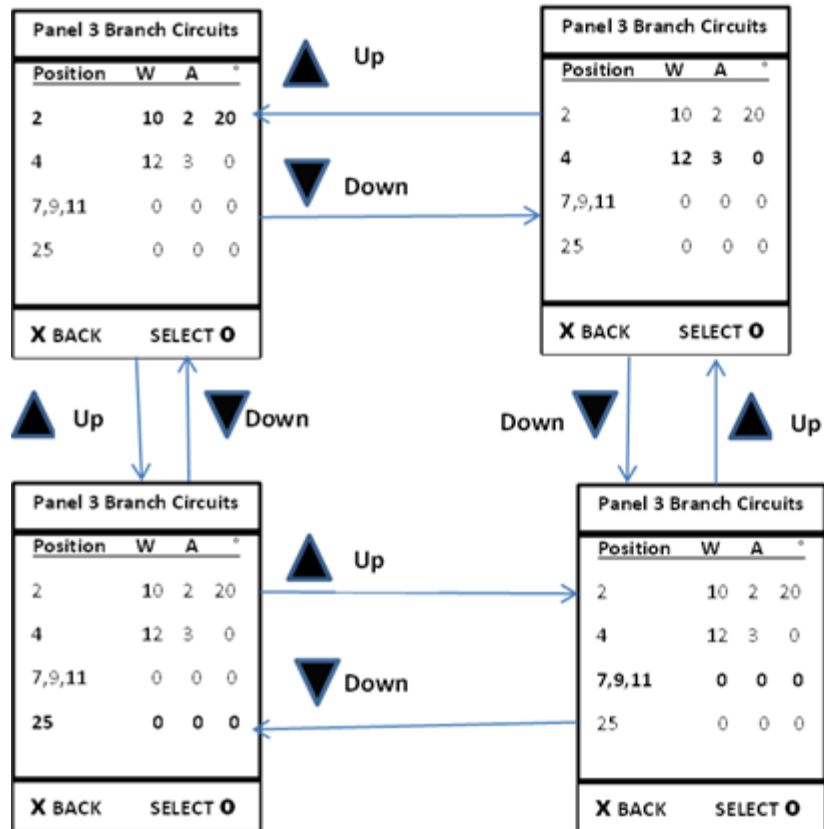 Panel 3 Branch Circuits
Position W A °
2 10 2 20
4 12 3 0
7,9,11 0 0 0
25 0 0 0
X BACK SELECT O
Up
Down
Panel 3 Branch Circuits
Position W A °
2 10 2 20
4 12 3 0
7,9,11 0 0 0
25 0 0 0
X BACK SELECT O
Up
Down
Down
Up
Panel 3 Branch Circuits
Position W A °
2 10 2 20
4 12 3 0
7,9,11 0 0 0
25 0 0 0
X BACK SELECT O
Up
Down
Panel 3 Branch Circuits
Position W A °
2 10 2 20
4 12 3 0
7,9,11 0 0 0
25 0 0 0
X BACK SELECT O